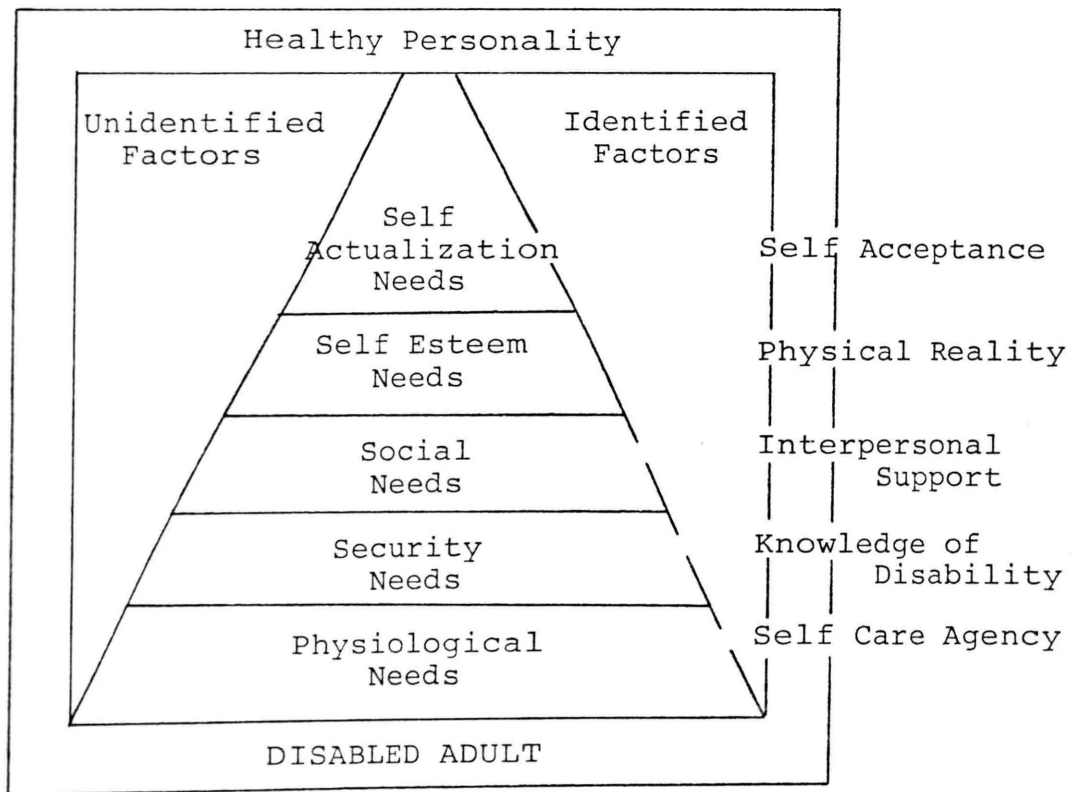 Healthy Personality
Unidentified
Factors
Identified
Factors
Self
Actualization
Needs
Self Acceptance
Self Esteem
Needs
Physical Reality
Social
Needs
Interpersonal
Support
Security
Needs
Knowledge of
Disability
Physiological
Needs
Self Care Agency
DISABLED ADULT